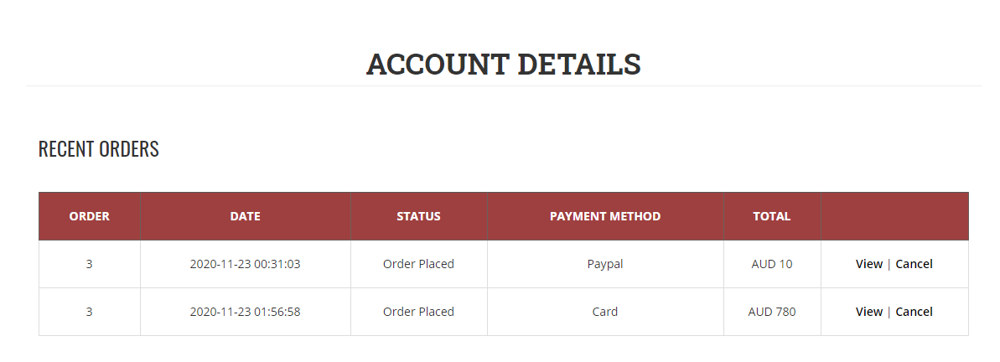 ACCOUNT DETAILS
RECENT ORDERS
ORDER DATE STATUS PAYMENT METHOD TOTAL
3 2020-11-23 00:31:03 Order Placed Paypal AUD 10 View | Cancel
3 2020-11-23 01:56:58 Order Placed Card AUD 780 View | Cancel